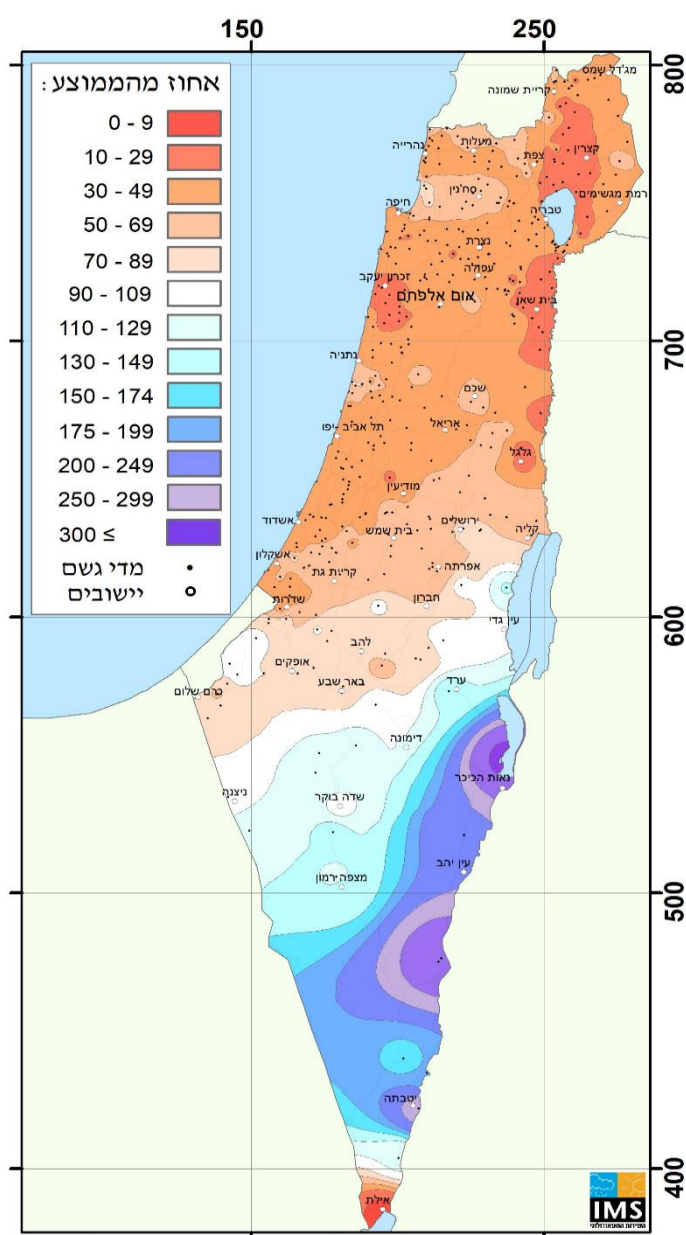 150 250
אחוז מהממוצע :
0 - 9
10 - 29
30 - 49
50 - 69
70 - 89
90 - 109
110 - 129
130 - 149
150 - 174
175 - 199
200 - 249
250 - 299
300 ≥
מדי גשם
יישובים
800
700
600
500
400
מג'דל שמס
קריית שמונה
מעלות
נהרייה
צפת
קצרין
סח'נין
רמת מגשימים
חיפה
טבריה
נצרת
עפולה
זכרון יעקב
אום אלפחם
בית שאן
נתניה
שכם
תל אביב -יפו
אריאל
גלגל
מודיעין
אשדוד
ירושלים
בית שמש
קליה
אשקלון
אפרתה
קרית גת
חברון
שדרות
עין גדי
להב
אופקים
באר שבע
ערד
כרם שלום
דימונה
נאות הכיכר
ניצנה
שדה בוקר
עין יהב
מצפה רמון
יטבתה
אילת
IMS
השירות המטאורולוגי